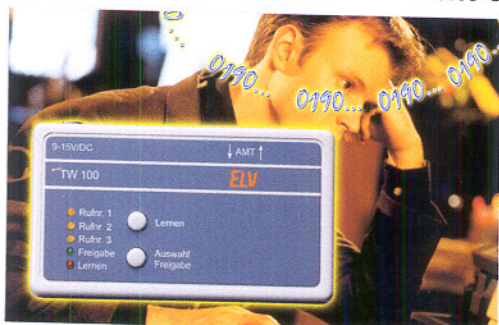 0190... 0190... 0190... 0190
9-15V/DC
↓ AMT ↑
TW 100
ELV
Rufnr. 1
Rufnr. 2
Rufnr. 3
Freigabe
Lernen
Lernen
Auswahl
Freigabe